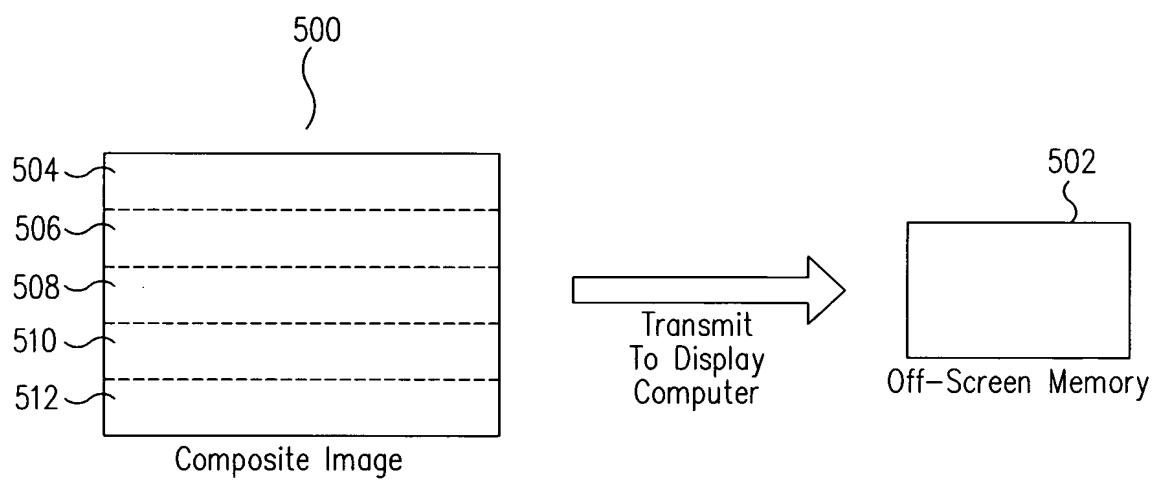 500
504
506
508
510
512
Composite Image
Transmit
To Display
Computer
502
Off-Screen Memory